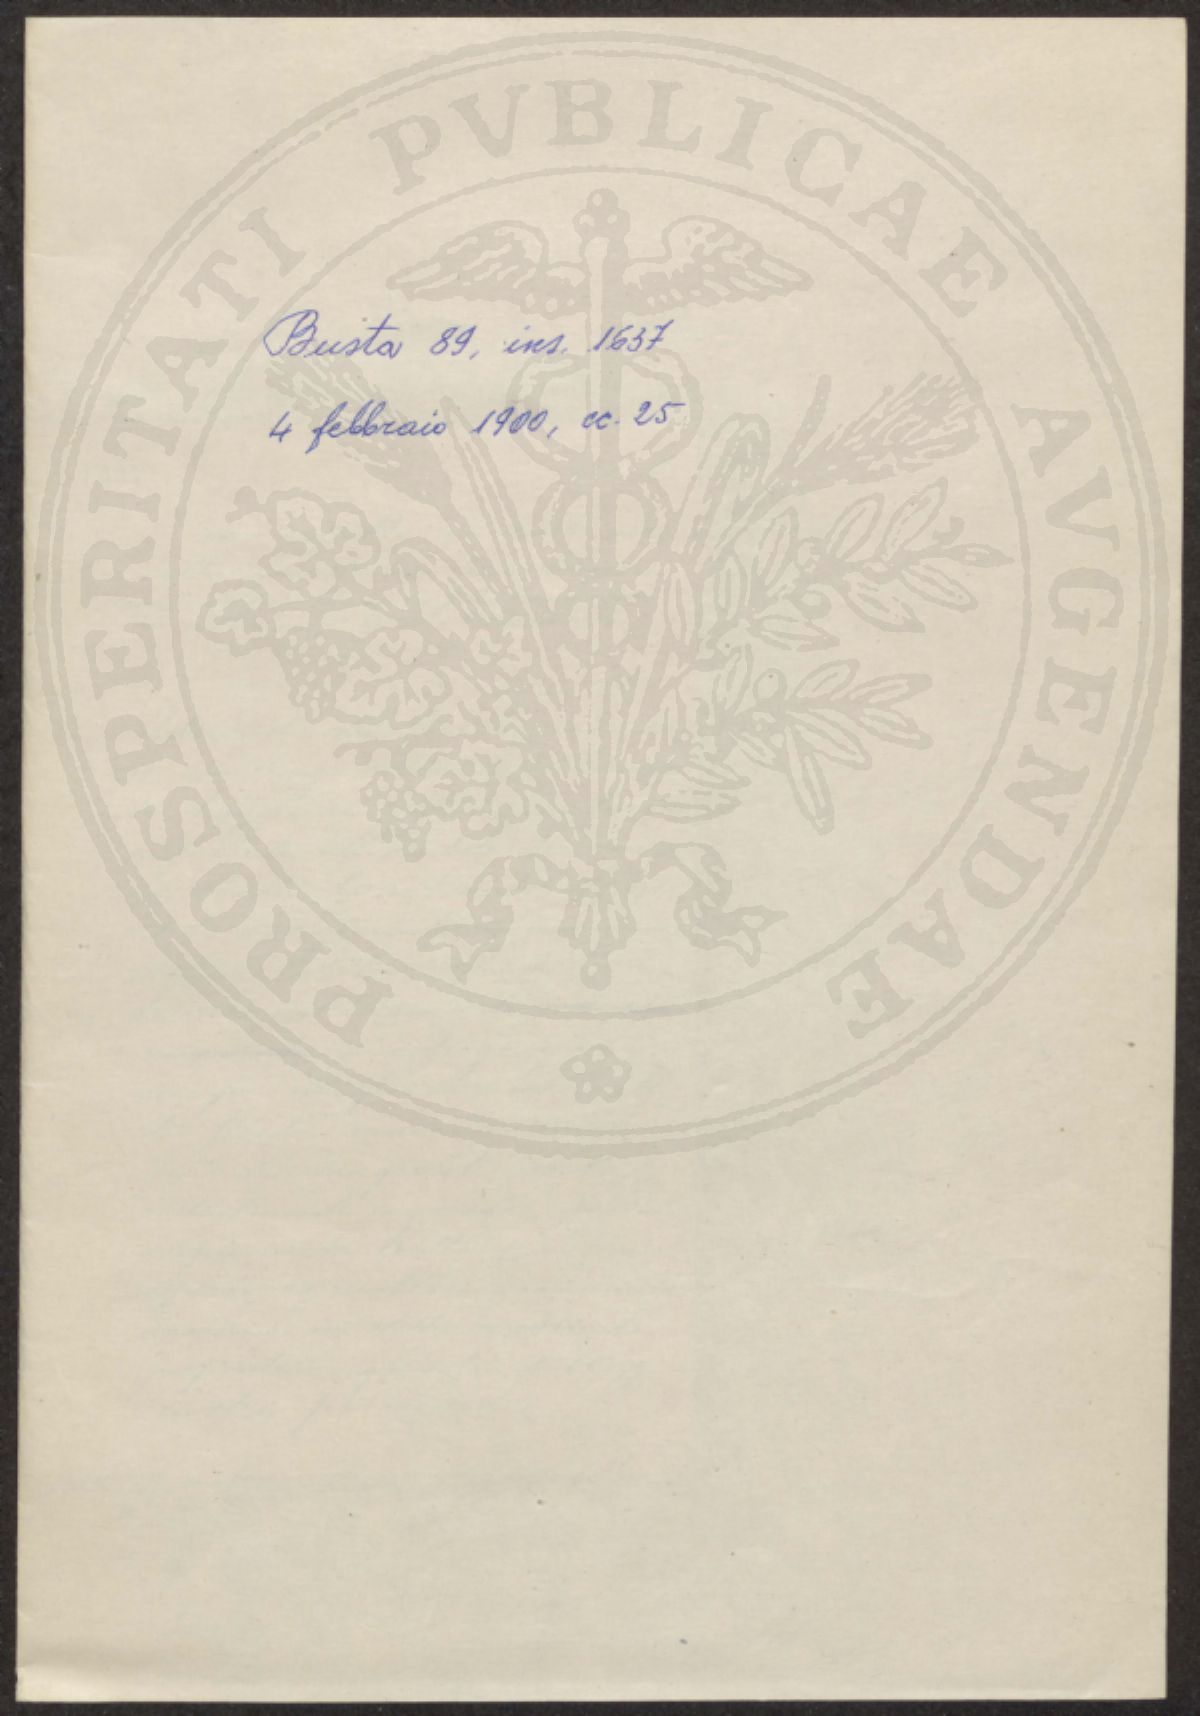 PROSPERITATI PVBLICAE AVGENDAE
Busta 89, ins. 1637
4 febbraio 1900, cc. 25